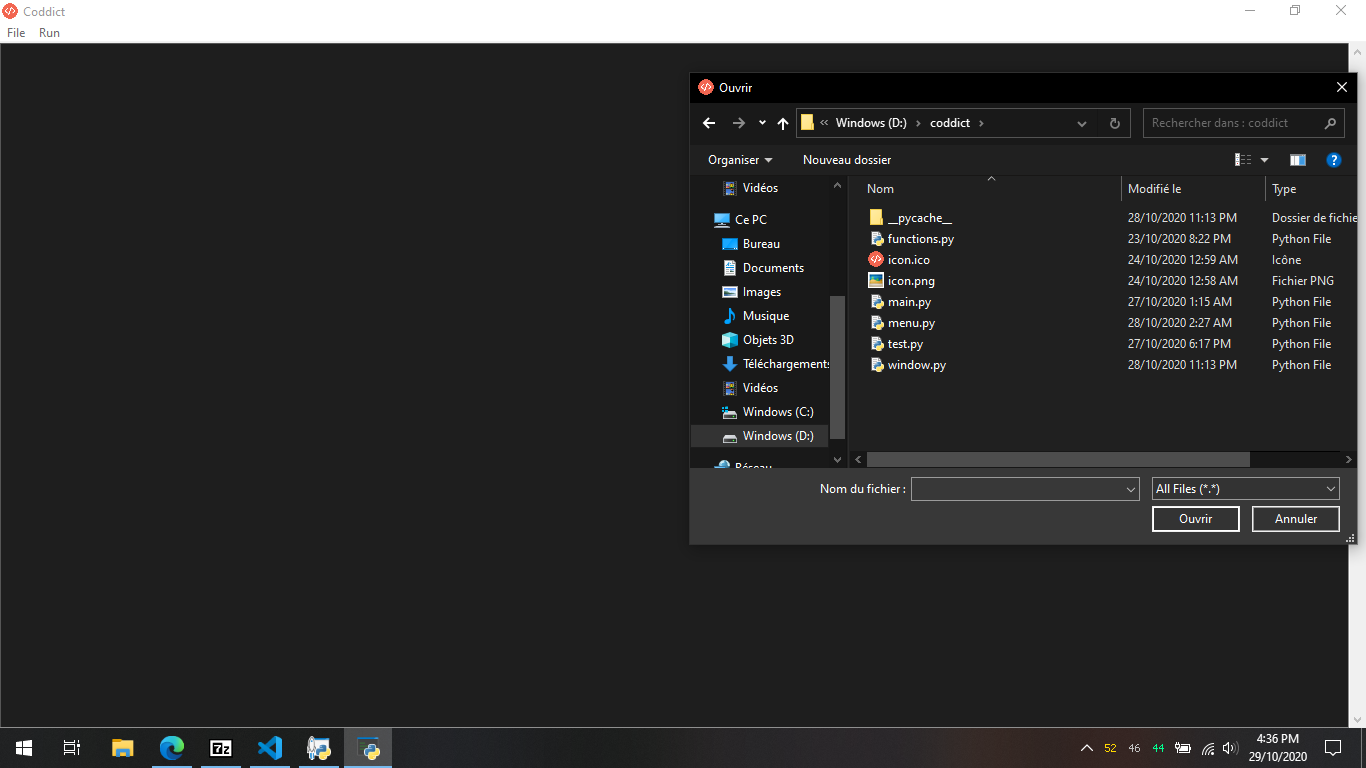 Coddict
File Run
Ouvrir
« Windows (D:) › coddict ›
Rechercher dans : coddict
Organiser
Nouveau dossier
Vidéos
Ce PC
Bureau
Documents
Images
Musique
Objets 3D
Téléchargements
Vidéos
Windows (C:)
Windows (D:)
Réseau
Nom Modifié le Type
__pycache__ 28/10/2020 11:13 PM Dossier de fichie
functions.py 23/10/2020 8:22 PM Python File
icon.ico 24/10/2020 12:59 AM Icône
icon.png 24/10/2020 12:58 AM Fichier PNG
main.py 27/10/2020 1:15 AM Python File
menu.py 28/10/2020 2:27 AM Python File
test.py 27/10/2020 6:17 PM Python File
window.py 28/10/2020 11:13 PM Python File
Nom du fichier :
All Files (*.*)
Ouvrir
Annuler
7z
52 46 44
4:36 PM
29/10/2020